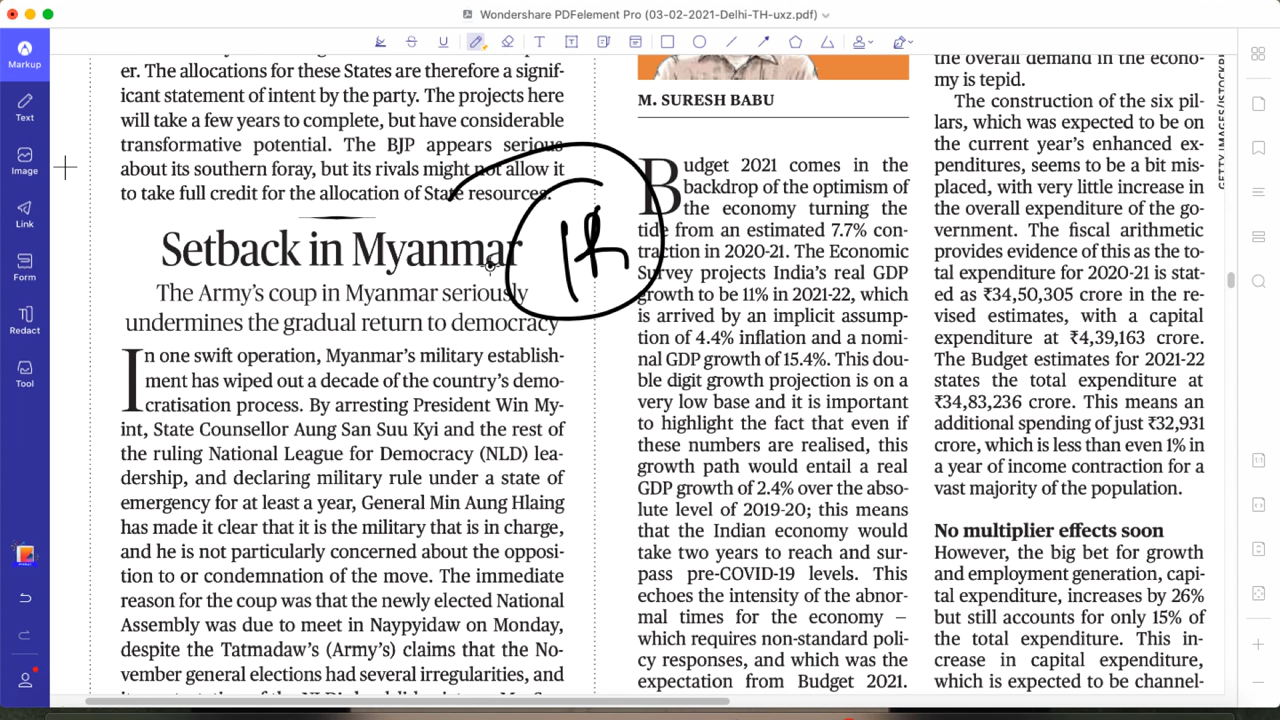 Wondershare PDFelement Pro (03-02-2021-Delhi-TH-uxz.pdf)
Markup
Text
Image
Link
Form
Redact
Tool
er. The allocations for these States are therefore a signif-
icant statement of intent by the party. The projects here
will take a few years to complete, but have considerable
transformative potential. The BJP appears serious
about its southern foray, but its rivals might not allow it
to take full credit for the allocation of State resources.
Setback in Myanmar
The Army's coup in Myanmar seriously
undermines the gradual return to democracy
In one swift operation, Myanmar's military establish-
ment has wiped out a decade of the country's demo-
cratisation process. By arresting President Win My-
int, State Counsellor Aung San Suu Kyi and the rest of
the ruling National League for Democracy (NLD) lea-
dership, and declaring military rule under a state of
emergency for at least a year, General Min Aung Hlaing
has made it clear that it is the military that is in charge,
and he is not particularly concerned about the opposi-
tion to or condemnation of the move. The immediate
reason for the coup was that the newly elected National
Assembly was due to meet in Naypyidaw on Monday,
despite the Tatmadaw's (Army's) claims that the No-
vember general elections had several irregularities, and
M. SURESH BABU
Budget 2021 comes in the
backdrop of the optimism of
the economy turning the
tide from an estimated 7.7% con-
traction in 2020-21. The Economic
Survey projects India's real GDP
growth to be 11% in 2021-22, which
is arrived by an implicit assump-
tion of 4.4% inflation and a nomi-
nal GDP growth of 15.4%. This dou-
ble digit growth projection is on a
very low base and it is important
to highlight the fact that even if
these numbers are realised, this
growth path would entail a real
GDP growth of 2.4% over the abso-
lute level of 2019-20; this means
that the Indian economy would
take two years to reach and sur-
pass pre-COVID-19 levels. This
echoes the intensity of the abnor-
mal times for the economy –
which requires non-standard poli-
cy responses, and which was the
expectation from Budget 2021.
the overall demand in the econo-
my is tepid.
The construction of the six pil-
lars, which was expected to be on
the current year's enhanced ex-
penditures, seems to be a bit mis-
placed, with very little increase in
the overall expenditure of the go-
vernment. The fiscal arithmetic
provides evidence of this as the to-
tal expenditure for 2020-21 is stat-
ed as ₹34,50,305 crore in the re-
vised estimates, with a capital
expenditure at ₹4,39,163 crore.
The Budget estimates for 2021-22
states the total expenditure at
₹34,83,236 crore. This means an
additional spending of just ₹32,931
crore, which is less than even 1% in
a year of income contraction for a
vast majority of the population.
No multiplier effects soon
However, the big bet for growth
and employment generation, capi-
tal expenditure, increases by 26%
but still accounts for only 15% of
the total expenditure. This in-
crease in capital expenditure,
which is expected to be channel-